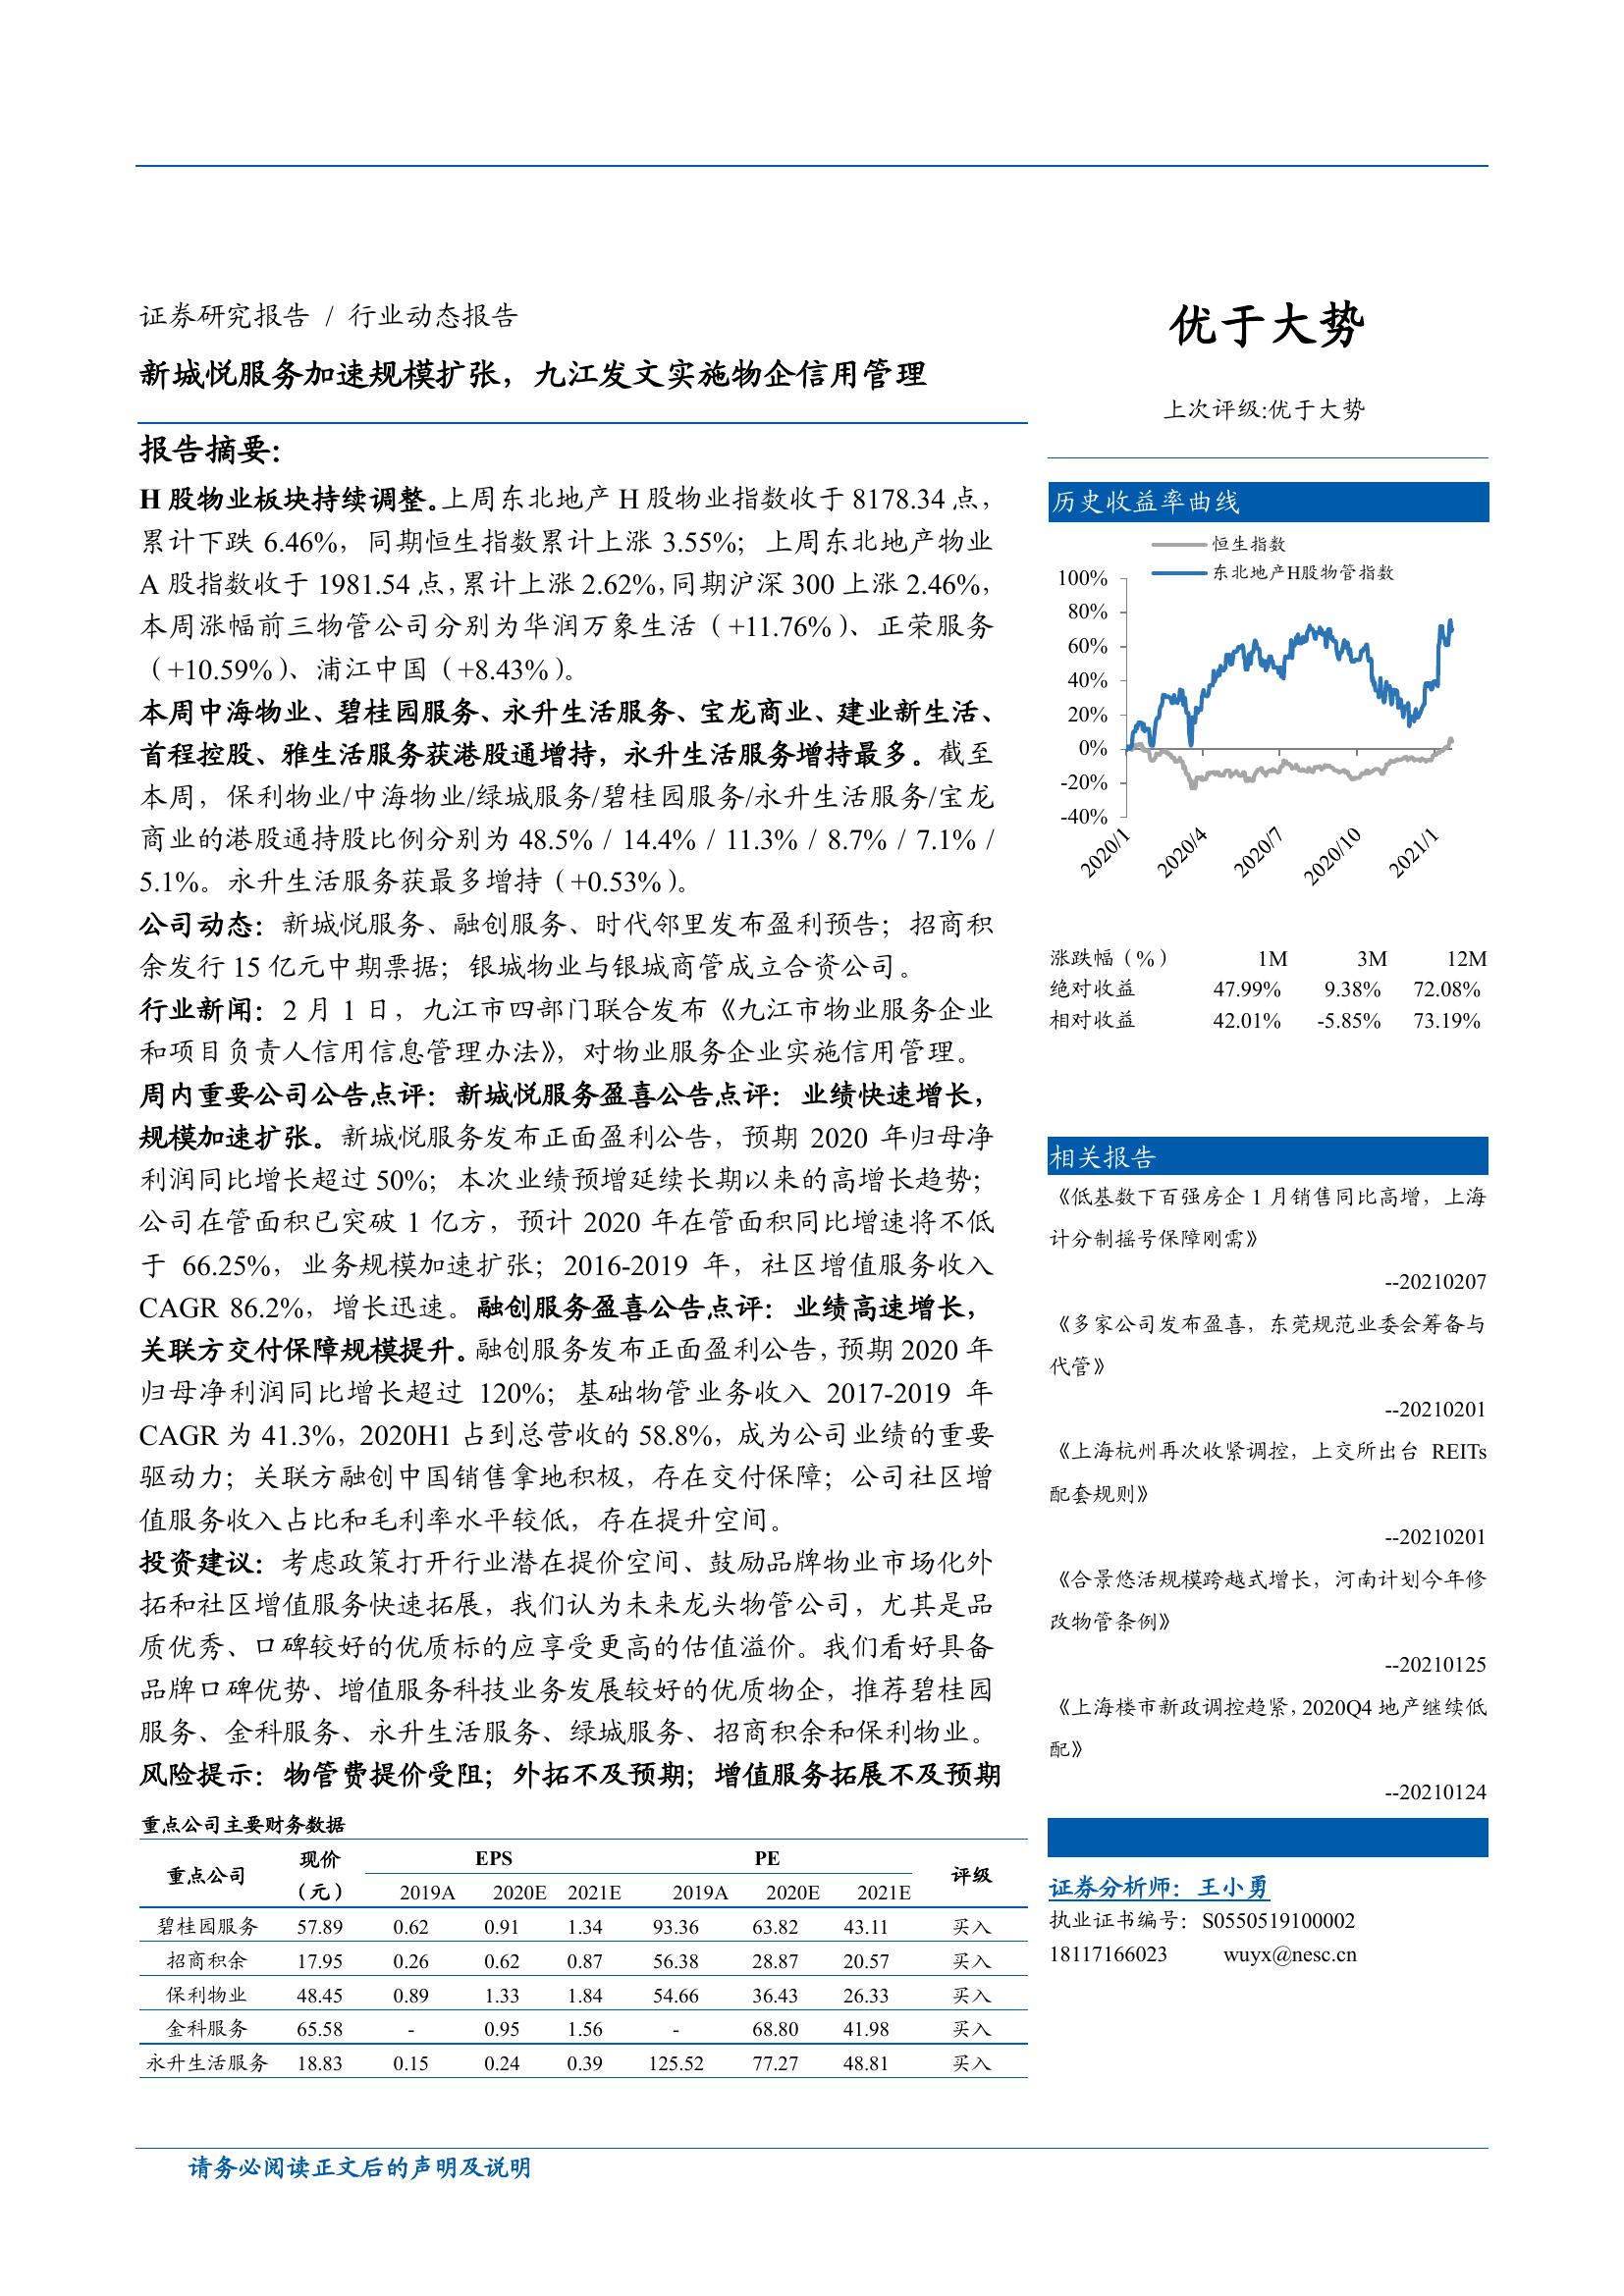 证券研究报告 / 行业动态报告
新城悦服务加速规模扩张，九江发文实施物企信用管理
报告摘要：
H 股物业板块持续调整。上周东北地产 H 股物业指数收于 8178.34 点，
累计下跌 6.46%，同期恒生指数累计上涨 3.55%；上周东北地产物业
A 股指数收于 1981.54 点，累计上涨 2.62%，同期沪深 300 上涨 2.46%，
本周涨幅前三物管公司分别为华润万象生活（+11.76%）、正荣服务
（+10.59%）、浦江中国（+8.43%）。
本周中海物业、碧桂园服务、永升生活服务、宝龙商业、建业新生活、
首程控股、雅生活服务获港股通增持，永升生活服务增持最多。截至
本周，保利物业/中海物业/绿城服务/碧桂园服务/永升生活服务/宝龙
商业的港股通持股比例分别为 48.5% / 14.4% / 11.3% / 8.7% / 7.1% /
5.1%。永升生活服务获最多增持（+0.53%）。
公司动态：新城悦服务、融创服务、时代邻里发布盈利预告；招商积
余发行 15 亿元中期票据；银城物业与银城商管成立合资公司。
行业新闻：2 月 1 日，九江市四部门联合发布《九江市物业服务企业
和项目负责人信用信息管理办法》，对物业服务企业实施信用管理。
周内重要公司公告点评：新城悦服务盈喜公告点评：业绩快速增长，
规模加速扩张。新城悦服务发布正面盈利公告，预期 2020 年归母净
利润同比增长超过 50%；本次业绩预增延续长期以来的高增长趋势；
公司在管面积已突破 1 亿方，预计 2020 年在管面积同比增速将不低
于 66.25%，业务规模加速扩张；2016-2019 年，社区增值服务收入
CAGR 86.2%，增长迅速。融创服务盈喜公告点评：业绩高速增长，
关联方交付保障规模提升。融创服务发布正面盈利公告，预期 2020 年
归母净利润同比增长超过 120%；基础物管业务收入 2017-2019 年
CAGR 为 41.3%，2020H1 占到总营收的 58.8%，成为公司业绩的重要
驱动力；关联方融创中国销售拿地积极，存在交付保障；公司社区增
值服务收入占比和毛利率水平较低，存在提升空间。
投资建议：考虑政策打开行业潜在提价空间、鼓励品牌物业市场化外
拓和社区增值服务快速拓展，我们认为未来龙头物管公司，尤其是品
质优秀、口碑较好的优质标的应享受更高的估值溢价。我们看好具备
品牌口碑优势、增值服务科技业务发展较好的优质物企，推荐碧桂园
服务、金科服务、永升生活服务、绿城服务、招商积余和保利物业。
风险提示：物管费提价受阻；外拓不及预期；增值服务拓展不及预期
重点公司主要财务数据
重点公司 现价（元） EPS PE 评级
2019A 2020E 2021E 2019A 2020E 2021E
碧桂园服务 57.89 0.62 0.91 1.34 93.36 63.82 43.11 买入
招商积余 17.95 0.26 0.62 0.87 56.38 28.87 20.57 买入
保利物业 48.45 0.89 1.33 1.84 54.66 36.43 26.33 买入
金科服务 65.58 - 0.95 1.56 - 68.80 41.98 买入
永升生活服务 18.83 0.15 0.24 0.39 125.52 77.27 48.81 买入
优于大势
上次评级:优于大势
历史收益率曲线
恒生指数
东北地产H股物管指数
100%
80%
60%
40%
20%
0%
-20%
-40%
2020/1 2020/4 2020/7 2020/10 2021/1
涨跌幅（%） 1M 3M 12M
绝对收益 47.99% 9.38% 72.08%
相对收益 42.01% -5.85% 73.19%
相关报告
《低基数下百强房企 1 月销售同比高增，上海
计分制摇号保障刚需》
--20210207
《多家公司发布盈喜，东莞规范业委会筹备与
代管》
--20210201
《上海杭州再次收紧调控，上交所出台 REITs
配套规则》
--20210201
《合景悠活规模跨越式增长，河南计划今年修
改物管条例》
--20210125
《上海楼市新政调控趋紧，2020Q4 地产继续低
配》
--20210124
证券分析师：王小勇
执业证书编号：S0550519100002
18117166023 wuyx@nesc.cn
请务必阅读正文后的声明及说明